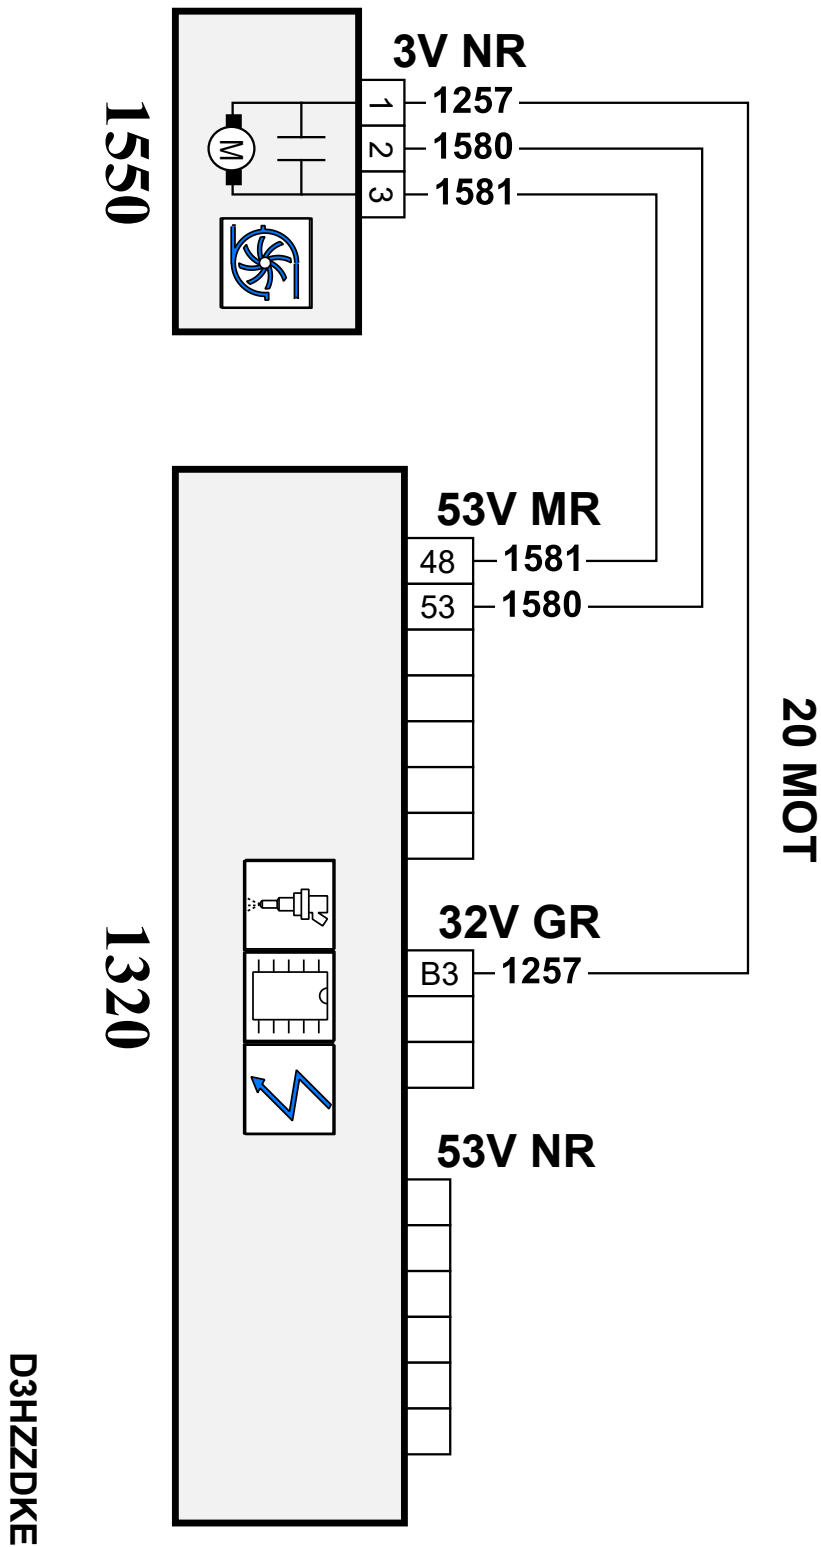 3V NR
1 1257
2 1580
3 1581
M
1550
53V MR
48 1581
53 1580
20 MOT
32V GR
B3 1257
1320
53V NR
D3HZZDKE